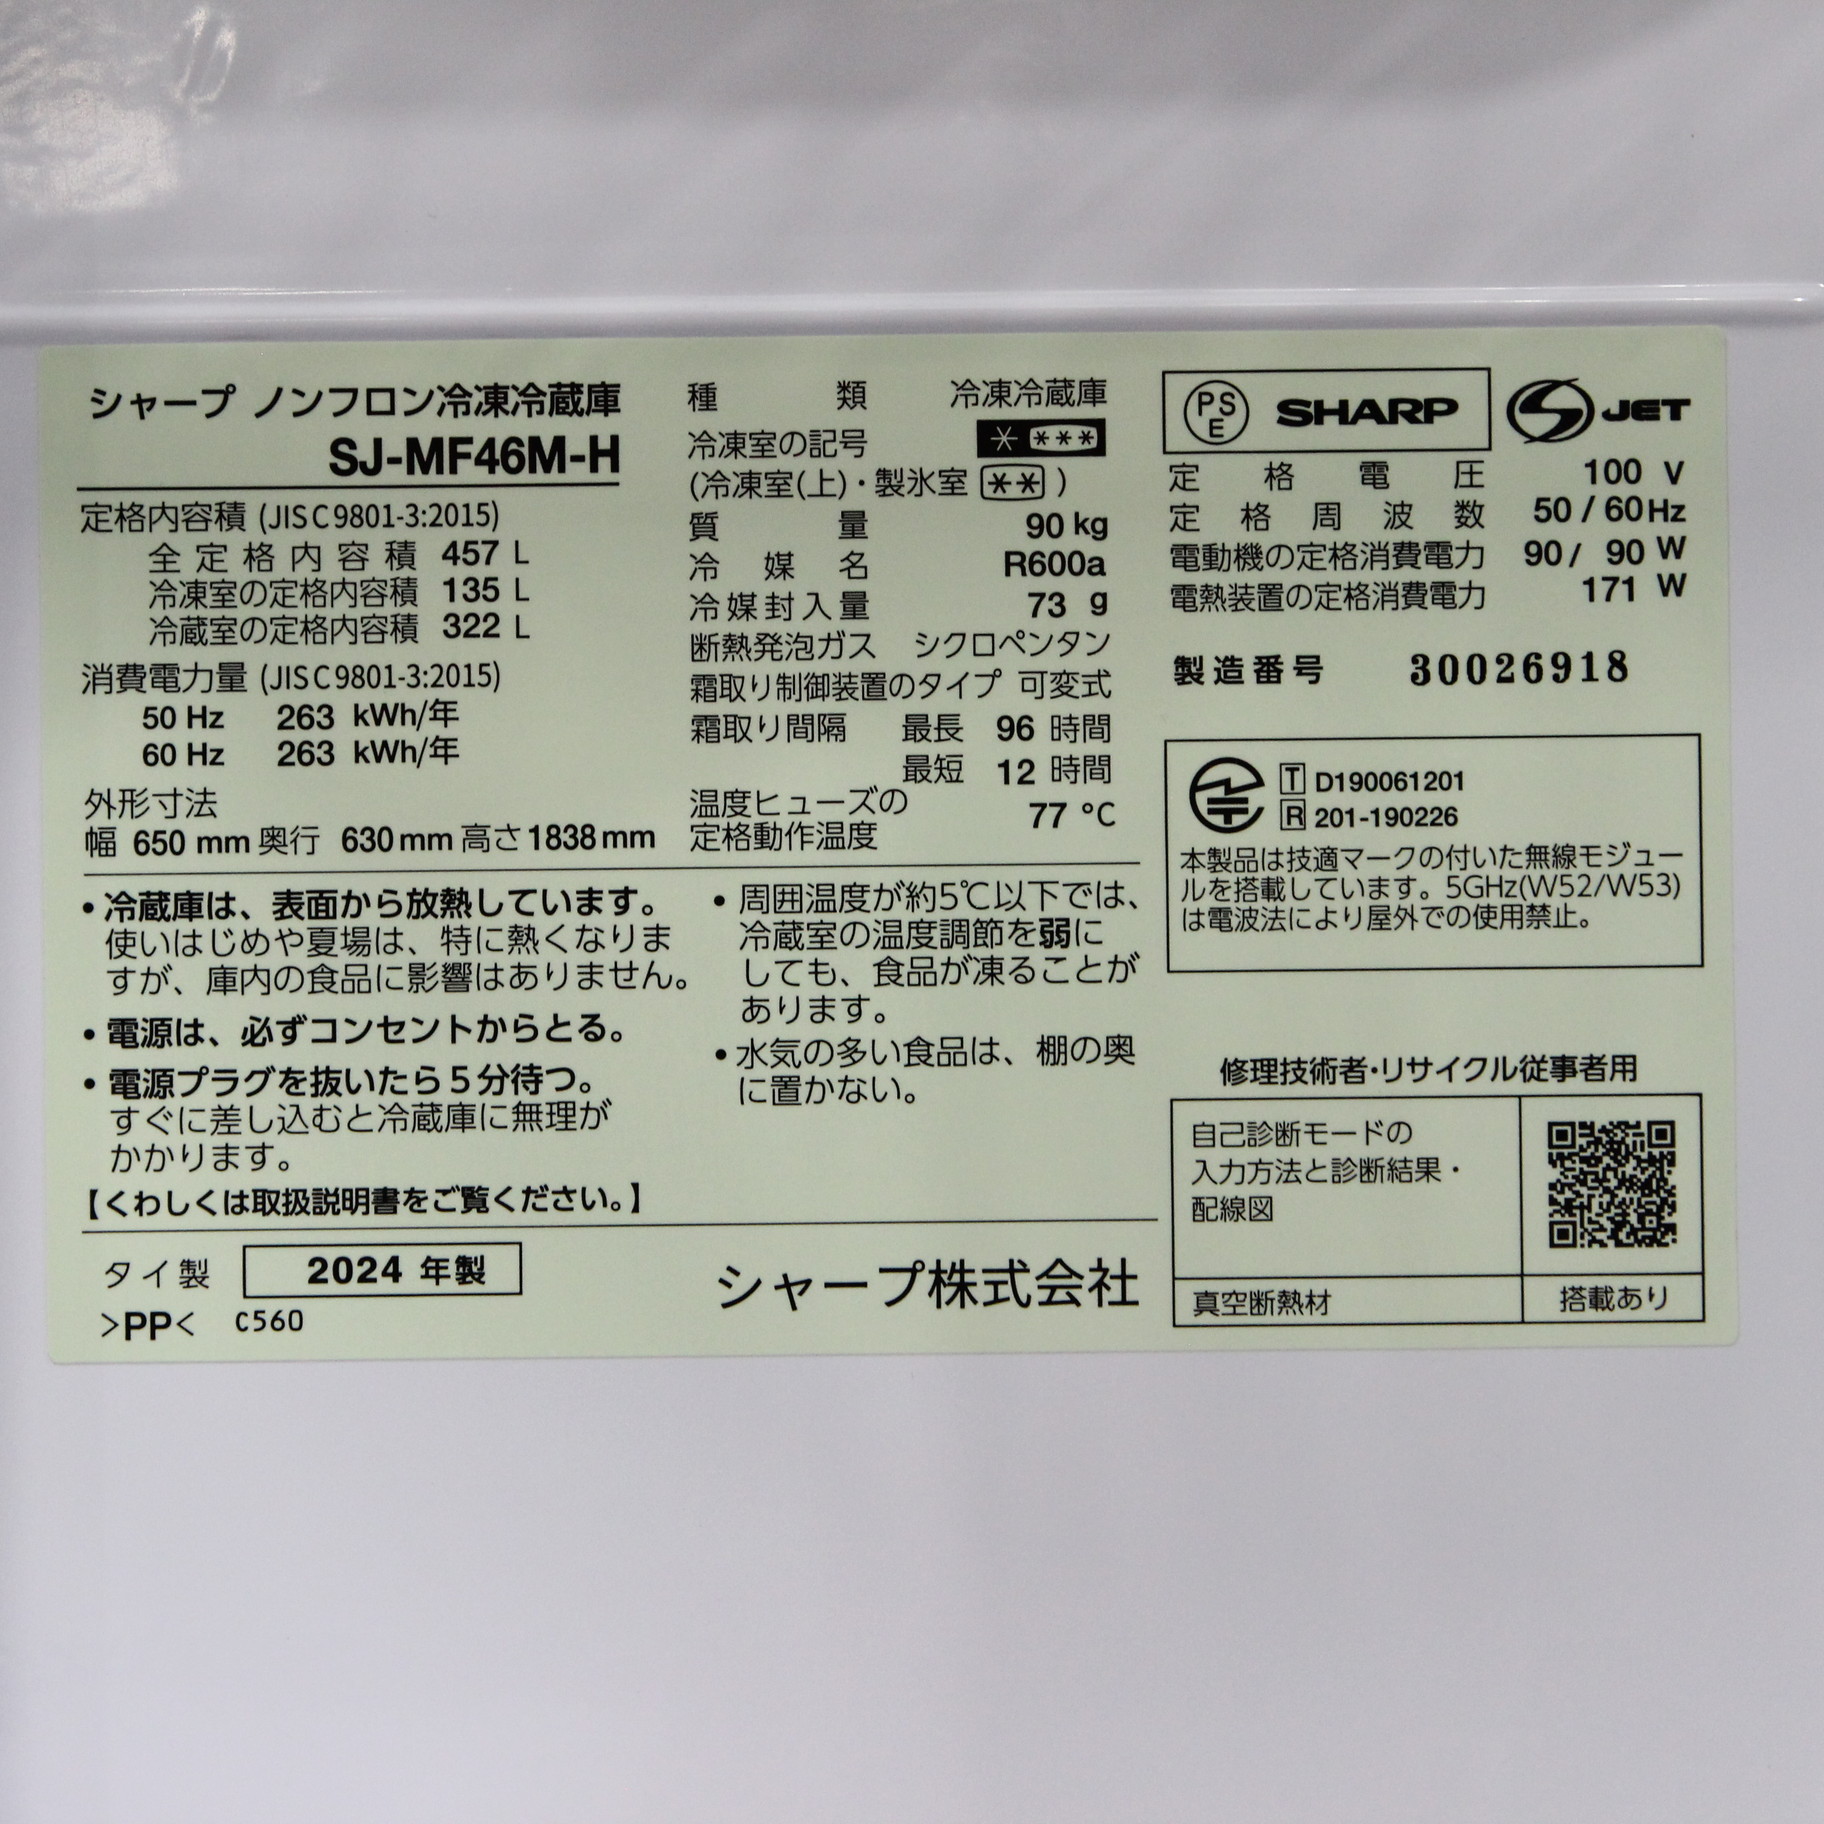 シャープ ノンフロン冷凍冷蔵庫
SJ-MF46M-H
定格内容積 (JIS C 9801-3:2015)
全定格内容積 457 L
冷凍室の定格内容積 135 L
冷蔵室の定格内容積 322 L
消費電力量 (JIS C 9801-3:2015)
50 Hz 263 kWh/年
60 Hz 263 kWh/年
外形寸法
幅 650 mm 奥行 630 mm 高さ 1838 mm
種類 冷凍冷蔵庫
冷凍室の記号 * ***
(冷凍室(上)・製氷室 ** )
質量 90 kg
冷媒名 R600a
冷媒封入量 73 g
断熱発泡ガス シクロペンタン
霜取り制御装置のタイプ 可変式
霜取り間隔 最長 96 時間
最短 12 時間
温度ヒューズの
定格動作温度 77 °C
PSE SHARP JET
定格電圧 100 V
定格周波数 50 / 60 Hz
電動機の定格消費電力 90 / 90 W
電熱装置の定格消費電力 171 W
製造番号 30026918
T D190061201
R 201-190226
本製品は技適マークの付いた無線モジュー
ルを搭載しています。5GHz(W52/W53)
は電波法により屋外での使用禁止。
• 冷蔵庫は、表面から放熱しています。
使いはじめや夏場は、特に熱くなりま
すが、庫内の食品に影響はありません。
• 電源は、必ずコンセントからとる。
• 電源プラグを抜いたら5分待つ。
すぐに差し込むと冷蔵庫に無理が
かかります。
【くわしくは取扱説明書をご覧ください。】
• 周囲温度が約5℃以下では、
冷蔵室の温度調節を弱に
しても、食品が凍ることが
あります。
• 水気の多い食品は、棚の奥
に置かない。
修理技術者・リサイクル従事者用
自己診断モードの
入力方法と診断結果・
配線図
真空断熱材 搭載あり
タイ製 2024 年製
シャープ株式会社
>PP< C560